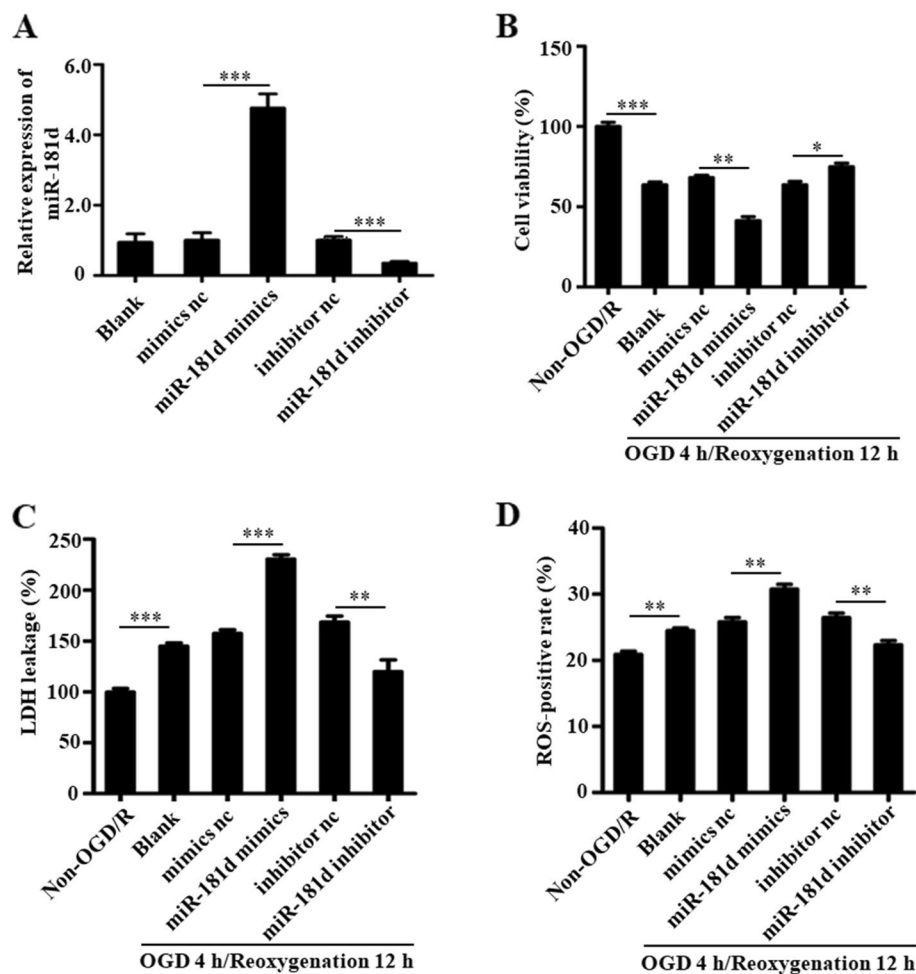 A
Relative expression of
miR-181d
6.0
4.0
2.0
0
***
***
Blank
mimics nc
miR-181d mimics
inhibitor nc
miR-181d inhibitor
B
Cell viability (%)
150
100
50
0
***
**
*
Non-OGD/R
Blank
mimics nc
miR-181d mimics
inhibitor nc
miR-181d inhibitor
OGD 4 h/Reoxygenation 12 h
C
LDH leakage (%)
250
200
150
100
50
0
***
***
**
Non-OGD/R
Blank
mimics nc
miR-181d mimics
inhibitor nc
miR-181d inhibitor
OGD 4 h/Reoxygenation 12 h
D
ROS-positive rate (%)
40
30
20
10
0
**
**
**
Non-OGD/R
Blank
mimics nc
miR-181d mimics
inhibitor nc
miR-181d inhibitor
OGD 4 h/Reoxygenation 12 h